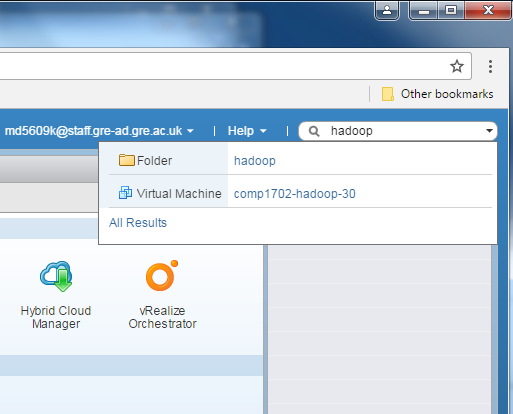 Other bookmarks
md5609k@staff.gre-ad.gre.ac.uk | Help | hadoop
Folder hadoop
Virtual Machine comp1702-hadoop-30
All Results
Hybrid Cloud
Manager
vRealize
Orchestrator